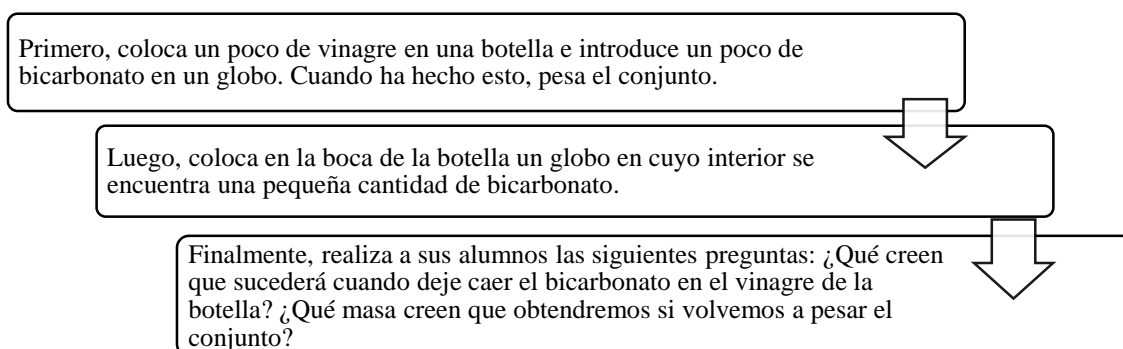 Primero, coloca un poco de vinagre en una botella e introduce un poco de
bicarbonato en un globo. Cuando ha hecho esto, pesa el conjunto.
Luego, coloca en la boca de la botella un globo en cuyo interior se
encuentra una pequeña cantidad de bicarbonato.
Finalmente, realiza a sus alumnos las siguientes preguntas: ¿Qué creen
que sucederá cuando deje caer el bicarbonato en el vinagre de la
botella? ¿Qué masa creen que obtendremos si volvemos a pesar el
conjunto?